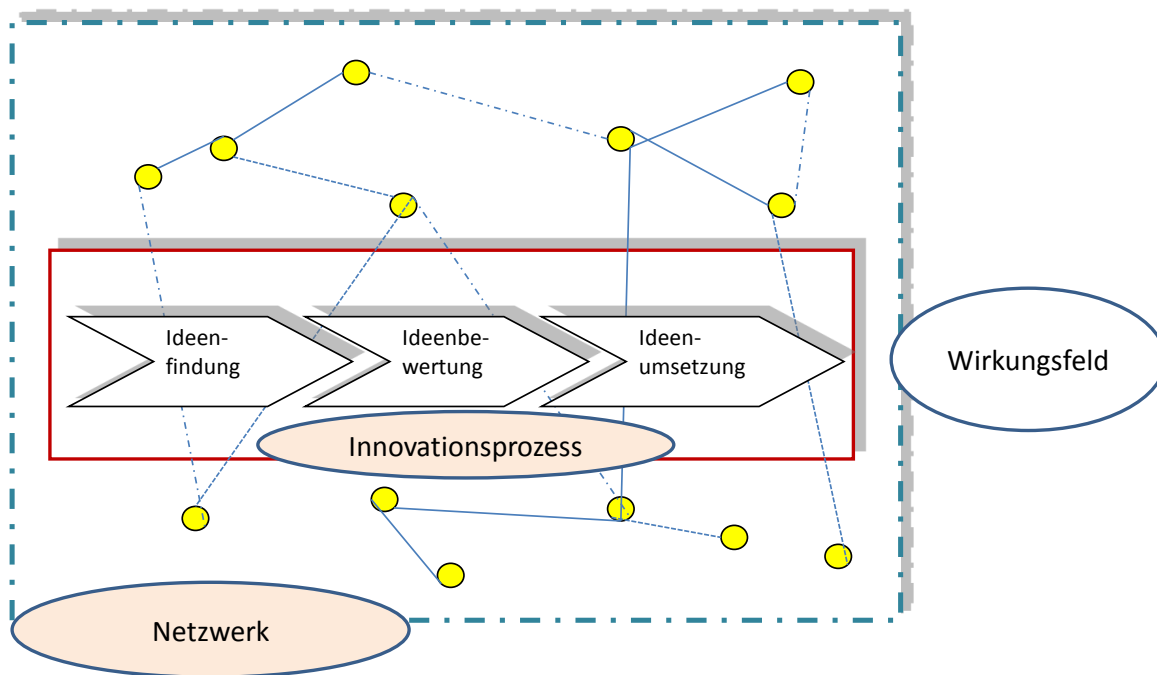 Ideen-
findung
Ideenbe-
wertung
Ideen-
umsetzung
Wirkungsfeld
Innovationsprozess
Netzwerk